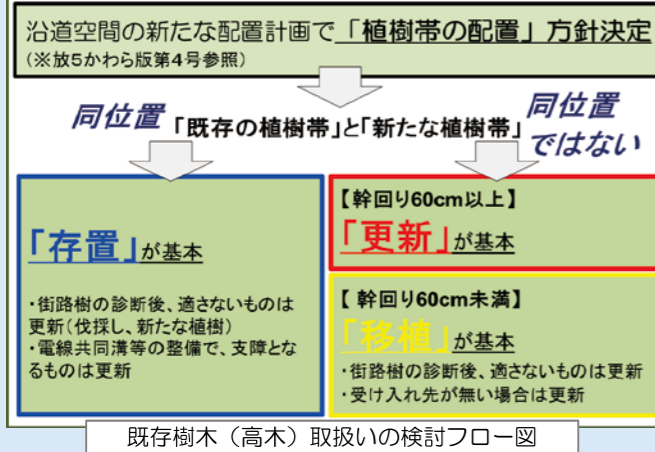 沿道空間の新たな配置計画で「植樹帯の配置」方針決定
(※放5かわら版第4号参照)
同位置
「既存の植樹帯」と「新たな植樹帯」
同位置
ではない
「存置」が基本
・街路樹の診断後、適さないものは
更新(伐採し、新たな植樹)
・電線共同溝等の整備で、支障とな
るものは更新
【幹回り60cm以上】
「更新」が基本
【 幹回り60cm未満】
「移植」が基本
・街路樹の診断後、適さないものは更新
・受け入れ先が無い場合は更新
既存樹木（高木）取扱いの検討フロー図